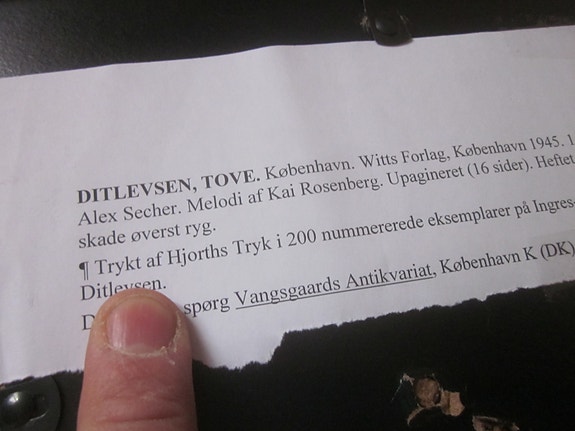 DITLEVSEN, TOVE. København. Witts Forlag, København 1945. 1.
Alex Secher. Melodi af Kai Rosenberg. Upagineret (16 sider). Heftet
skade øverst ryg.
¶ Trykt af Hjorths Tryk i 200 nummererede eksemplarer på Ingres-
Ditlevsen.
spørg Vangsgaards Antikvariat, København K (DK)